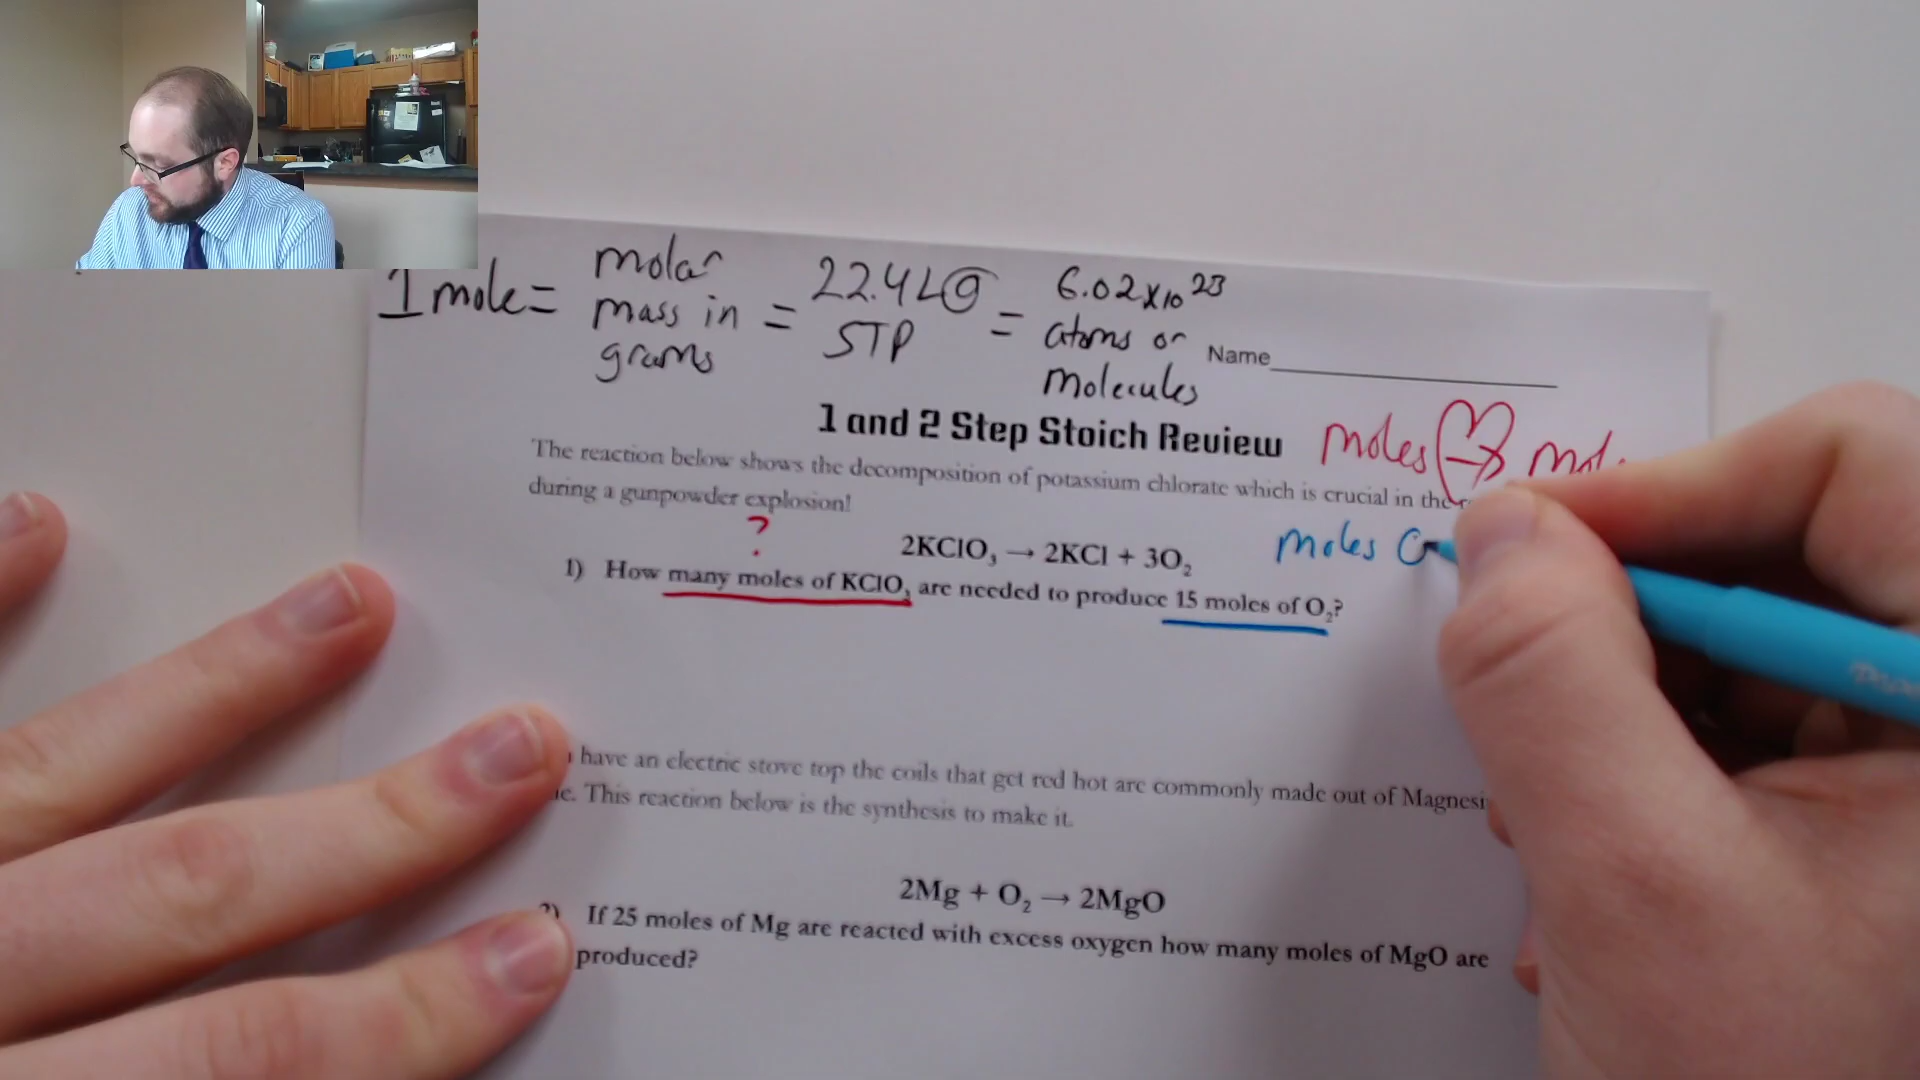 1 mole = molar mass in grams = 22.4 L @ STP = 6.02 x 10^23 atoms or molecules
Name
1 and 2 Step Stoich Review
moles → mol
The reaction below shows the decomposition of potassium chlorate which is crucial in the
during a gunpowder explosion!
?
2KClO₃ → 2KCl + 3O₂
moles
1) How many moles of KClO₃ are needed to produce 15 moles of O₂?
have an electric stove top the coils that get red hot are commonly made out of
This reaction below is the synthesis to make it.
2Mg + O₂ → 2MgO
2) If 25 moles of Mg are reacted with excess oxygen how many moles of MgO are
produced?